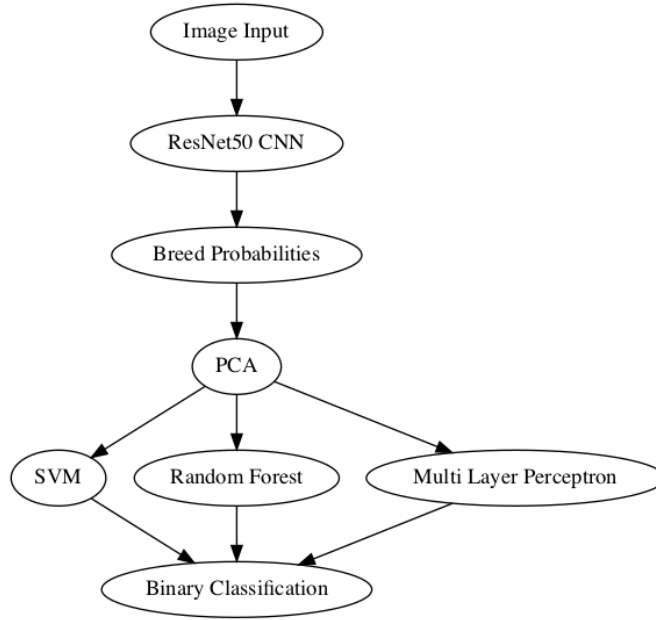 Image Input
ResNet50 CNN
Breed Probabilities
PCA
SVM
Random Forest
Multi Layer Perceptron
Binary Classification